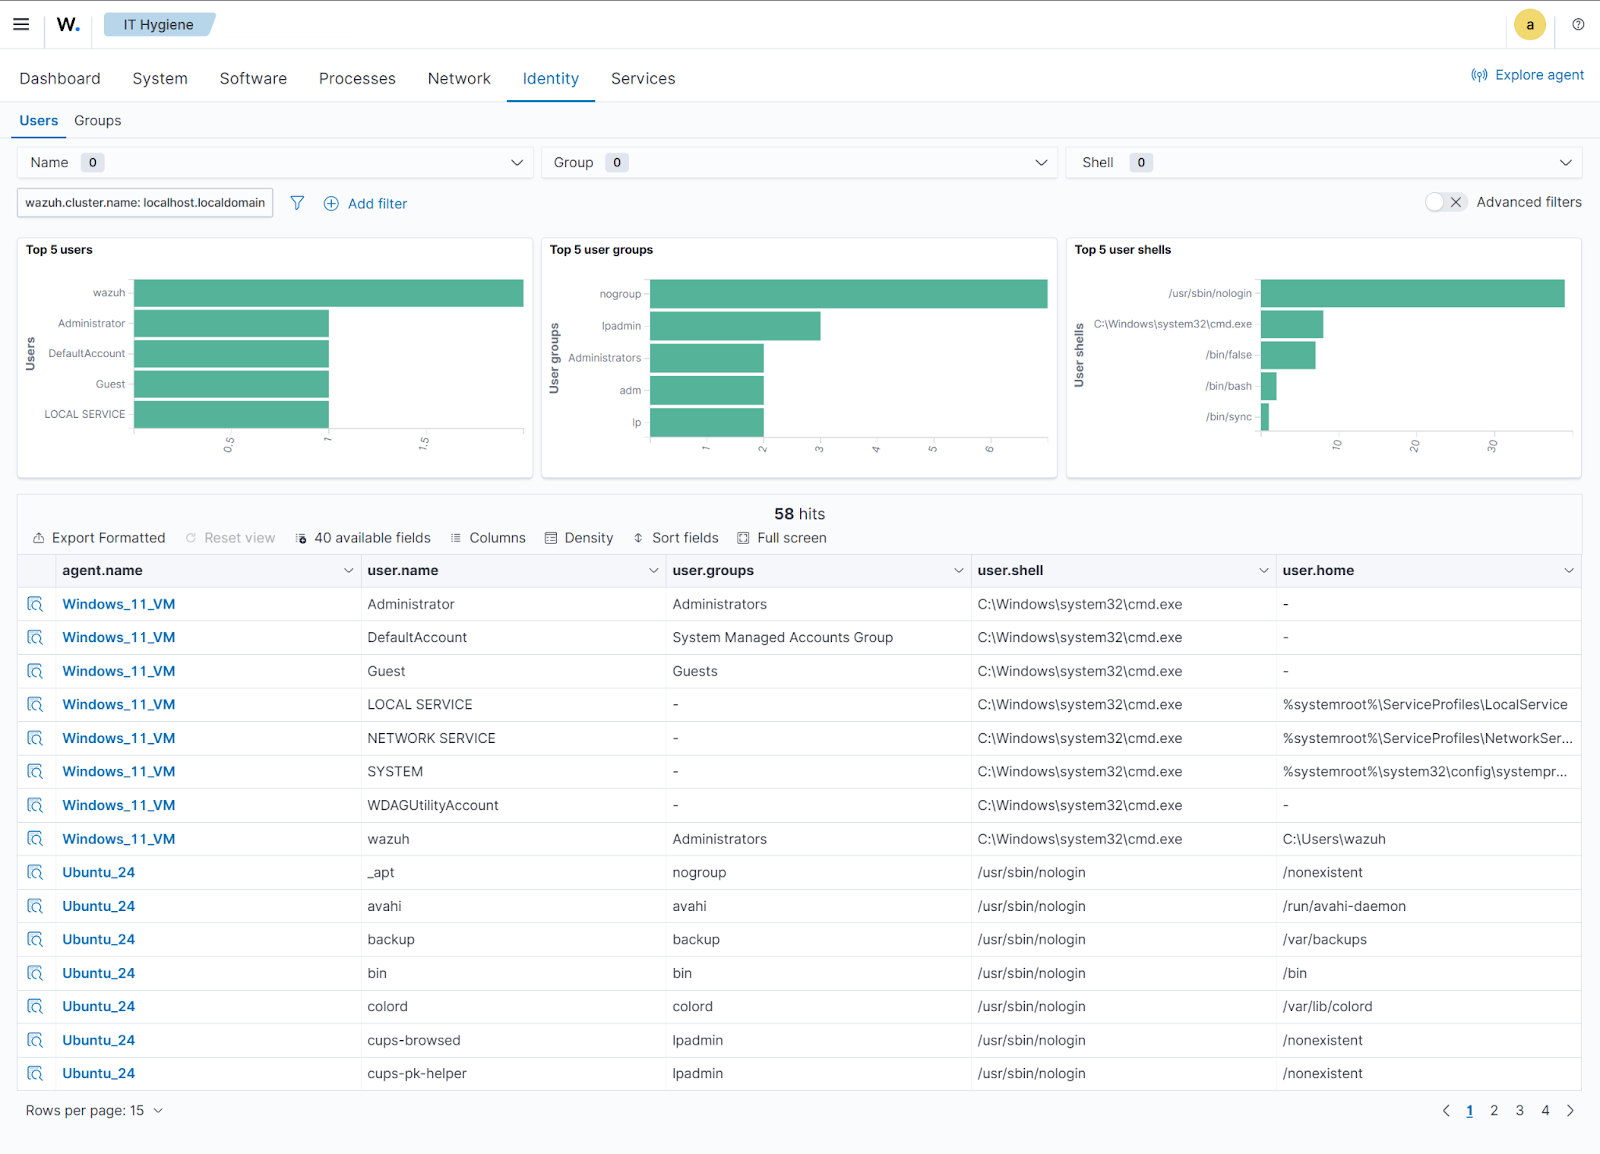 W. IT Hygiene a
Dashboard System Software Processes Network Identity Services Explore agent
Users Groups
Name 0 Group 0 Shell 0
wazuh.cluster.name: localhost.localdomain Add filter Advanced filters
Top 5 users
Users
wazuh
Administrator
DefaultAccount
Guest
LOCAL SERVICE
0.5 1 1.5
Top 5 user groups
User groups
nogroup
lpadmin
Administrators
adm
lp
1 2 3 4 5 6
Top 5 user shells
User shells
/usr/sbin/nologin
C:\Windows\system32\cmd.exe
/bin/false
/bin/bash
/bin/sync
10 20 30
58 hits
Export Formatted Reset view 40 available fields Columns Density Sort fields Full screen
agent.name user.name user.groups user.shell user.home
Windows_11_VM Administrator Administrators C:\Windows\system32\cmd.exe -
Windows_11_VM DefaultAccount System Managed Accounts Group C:\Windows\system32\cmd.exe -
Windows_11_VM Guest Guests C:\Windows\system32\cmd.exe -
Windows_11_VM LOCAL SERVICE - C:\Windows\system32\cmd.exe %systemroot%\ServiceProfiles\LocalService
Windows_11_VM NETWORK SERVICE - C:\Windows\system32\cmd.exe %systemroot%\ServiceProfiles\NetworkSer...
Windows_11_VM SYSTEM - C:\Windows\system32\cmd.exe %systemroot%\system32\config\systempr...
Windows_11_VM WDAGUtilityAccount - C:\Windows\system32\cmd.exe -
Windows_11_VM wazuh Administrators C:\Windows\system32\cmd.exe C:\Users\wazuh
Ubuntu_24 _apt nogroup /usr/sbin/nologin /nonexistent
Ubuntu_24 avahi avahi /usr/sbin/nologin /run/avahi-daemon
Ubuntu_24 backup backup /usr/sbin/nologin /var/backups
Ubuntu_24 bin bin /usr/sbin/nologin /bin
Ubuntu_24 colord colord /usr/sbin/nologin /var/lib/colord
Ubuntu_24 cups-browsed lpadmin /usr/sbin/nologin /nonexistent
Ubuntu_24 cups-pk-helper lpadmin /usr/sbin/nologin /nonexistent
Rows per page: 15 1 2 3 4